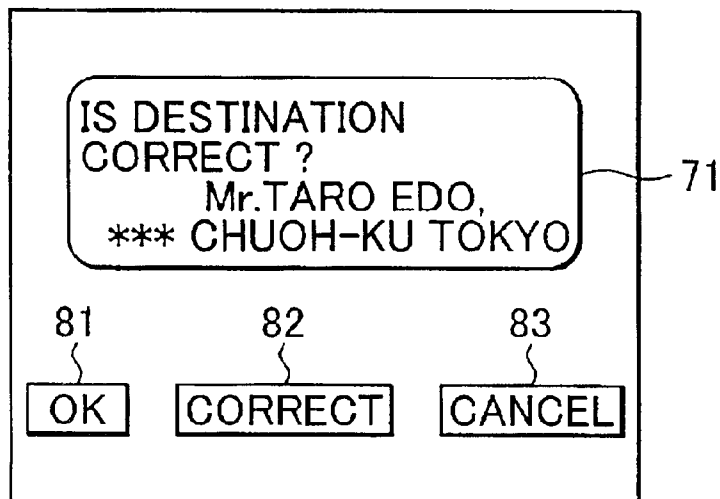 IS DESTINATION
CORRECT ?
Mr.TARO EDO,
*** CHUOH-KU TOKYO
71
81 82 83
OK CORRECT CANCEL